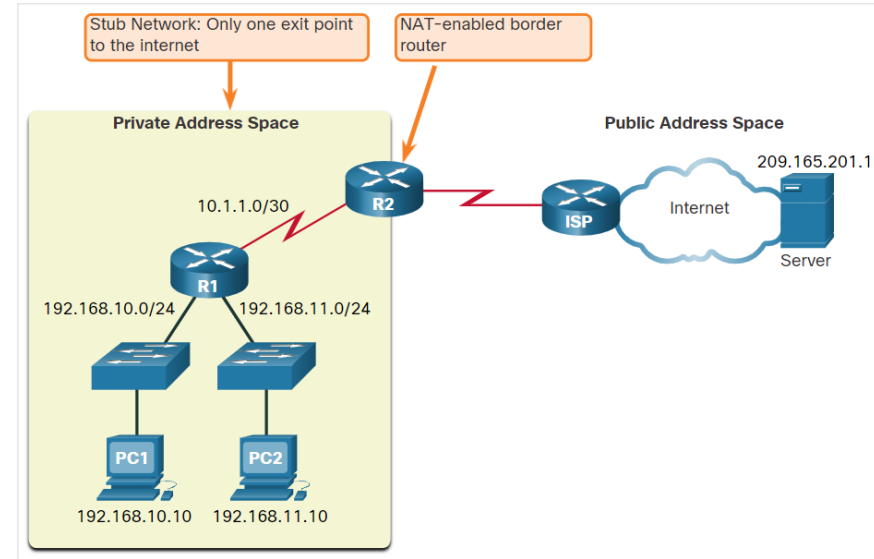 Stub Network: Only one exit point
to the internet
NAT-enabled border
router
Private Address Space
Public Address Space
209.165.201.1
10.1.1.0/30
R2
ISP
Internet
Server
R1
192.168.10.0/24
192.168.11.0/24
PC1
PC2
192.168.10.10
192.168.11.10